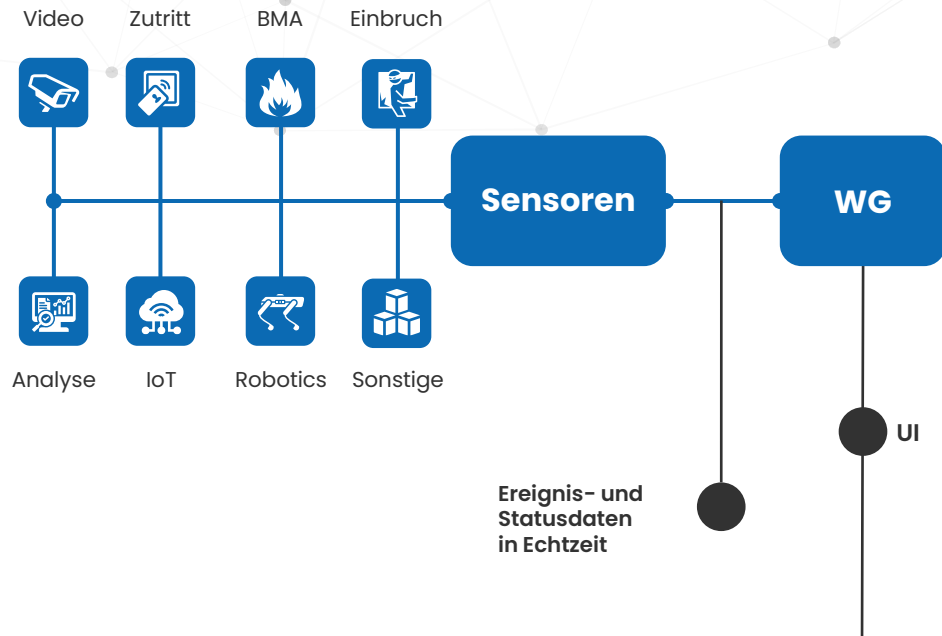 Video
Zutritt
BMA
Einbruch
Sensoren
WG
Analyse
IoT
Robotics
Sonstige
UI
Ereignis- und
Statusdaten
in Echtzeit